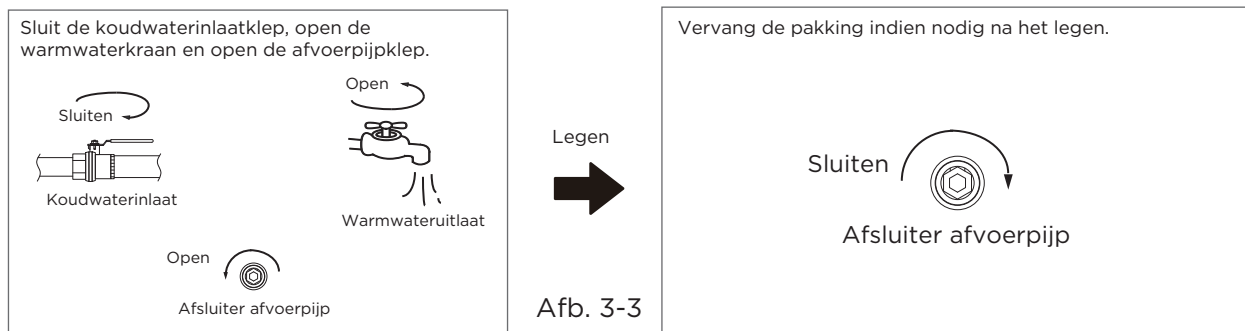 Sluit de koudwaterinlaatklep, open de
warmwaterkraan en open de afvoerpijpklep.
Sluiten
Koudwaterinlaat
Open
Warmwateruitlaat
Open
Afsluiter afvoerpijp
Legen
Afb. 3-3
Vervang de pakking indien nodig na het legen.
Sluiten
Afsluiter afvoerpijp